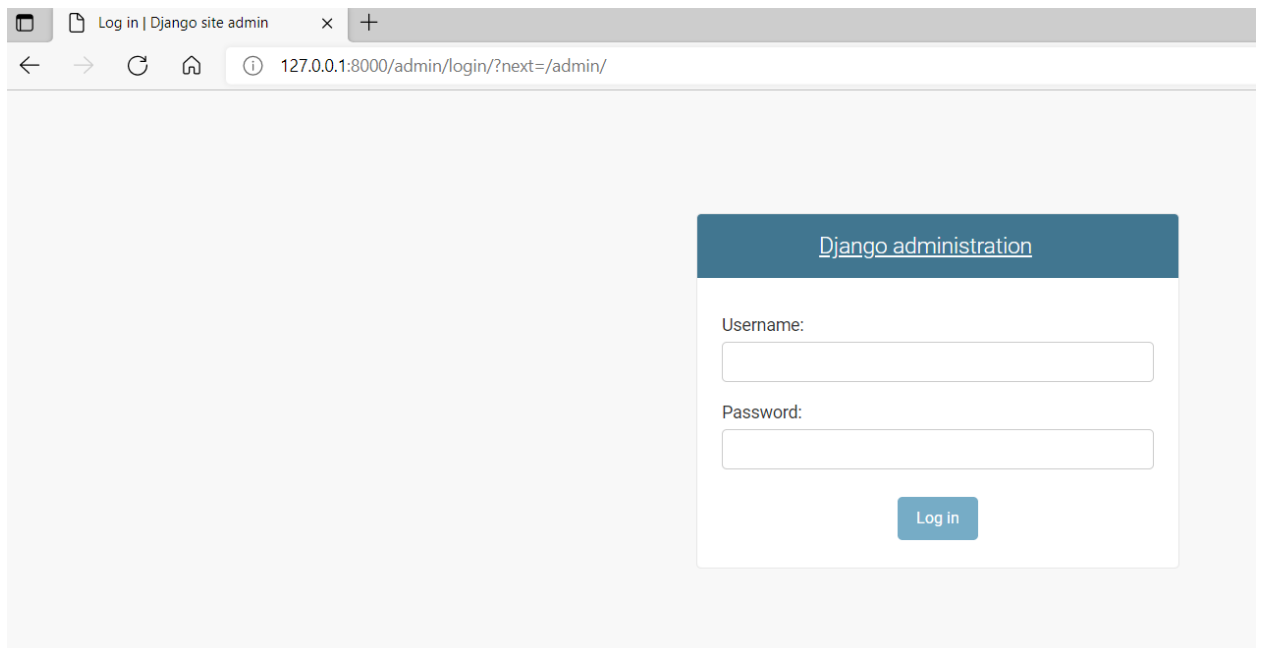 Log in | Django site admin
127.0.0.1:8000/admin/login/?next=/admin/
Django administration
Username:
Password:
Log in